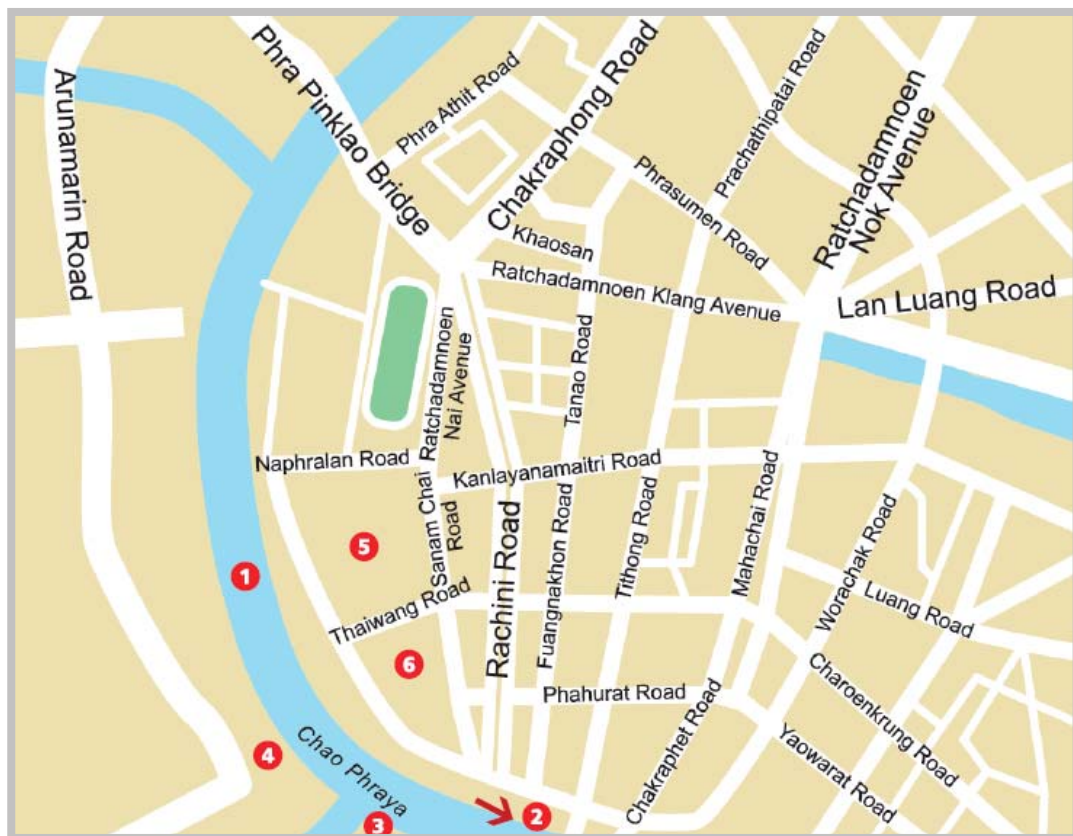 Arunamarin Road
Phra Pinklao Bridge
Phra Athit Road
Chakraphong Road
Prachathipatai Road
Ratchadamnoen
Nok Avenue
Phrasumen Road
Khaosan
Ratchadamnoen Klang Avenue
Lan Luang Road
Ratchadamnoen
Nai Avenue
Tanao Road
Naphralan Road
Kanlayanamaitri Road
Sanam Chai
Road
5
1
Rachini Road
Fuangnakhon Road
Tithong Road
Mahachai Road
Worachak Road
Luang Road
Thaiwang Road
6
Phahurat Road
Charoenkrung Road
Chakraphet Road
Yaowarat Road
4
Chao Phraya
3
2